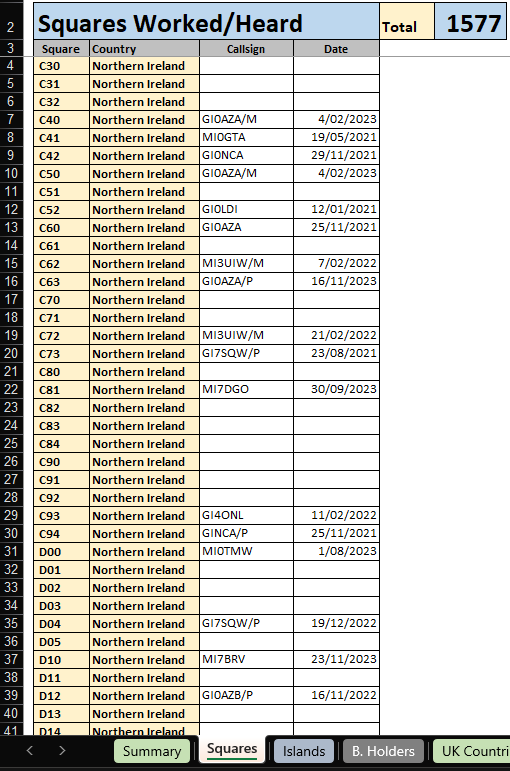 2 Squares Worked/Heard Total 1577
3 Square Country Callsign Date
4 C30 Northern Ireland
5 C31 Northern Ireland
6 C32 Northern Ireland
7 C40 Northern Ireland GI0AZA/M 4/02/2023
8 C41 Northern Ireland MI0GTA 19/05/2021
9 C42 Northern Ireland GI0NCA 29/11/2021
10 C50 Northern Ireland GI0AZA/M 4/02/2023
11 C51 Northern Ireland
12 C52 Northern Ireland GI0LDI 12/01/2021
13 C60 Northern Ireland GI0AZA 25/11/2021
14 C61 Northern Ireland
15 C62 Northern Ireland MI3UIW/M 7/02/2022
16 C63 Northern Ireland GI0AZA/P 16/11/2023
17 C70 Northern Ireland
18 C71 Northern Ireland
19 C72 Northern Ireland MI3UIW/M 21/02/2022
20 C73 Northern Ireland GI7SQW/P 23/08/2021
21 C80 Northern Ireland
22 C81 Northern Ireland MI7DGO 30/09/2023
23 C82 Northern Ireland
24 C83 Northern Ireland
25 C84 Northern Ireland
26 C90 Northern Ireland
27 C91 Northern Ireland
28 C92 Northern Ireland
29 C93 Northern Ireland GI4ONL 11/02/2022
30 C94 Northern Ireland GINCA/P 25/11/2021
31 D00 Northern Ireland MI0TMW 1/08/2023
32 D01 Northern Ireland
33 D02 Northern Ireland
34 D03 Northern Ireland
35 D04 Northern Ireland GI7SQW/P 19/12/2022
36 D05 Northern Ireland
37 D10 Northern Ireland MI7BRV 23/11/2023
38 D11 Northern Ireland
39 D12 Northern Ireland GI0AZB/P 16/11/2022
40 D13 Northern Ireland
41 D14 Northern Ireland
Summary Squares Islands B. Holders UK Countri